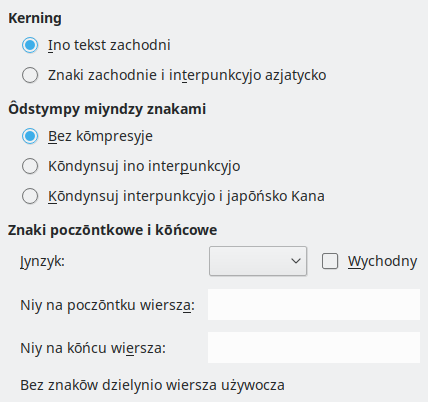 Kerning
Ino tekst zachodni
Znaki zachodnie i interpunkcyjo azjatycko
Ôdstympy miyndzy znakami
Bez kōmpresyje
Kōndynsuj ino interpunkcyjo
Kōndynsuj interpunkcyjo i japōńsko Kana
Znaki poczōntkowe i kōńcowe
Jynzyk:
Wychodny
Niy na poczōntku wiersza:
Niy na kōńcu wiersza:
Bez znakōw dzielynio wiersza używocza